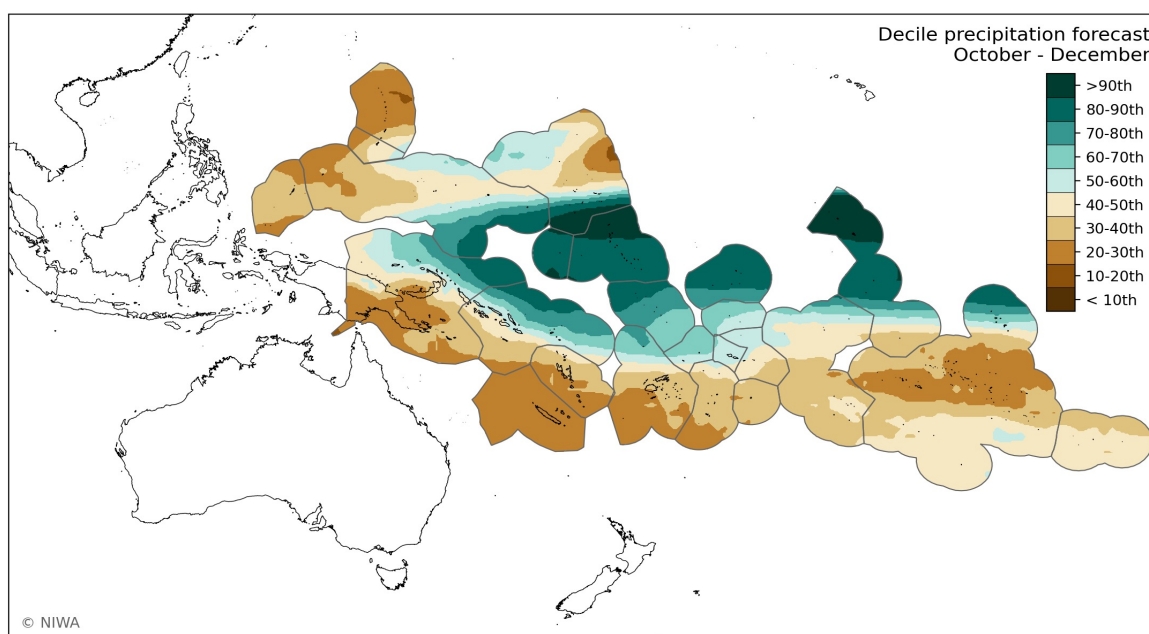 Decile precipitation forecast
October - December
>90th
80-90th
70-80th
60-70th
50-60th
40-50th
30-40th
20-30th
10-20th
< 10th
© NIWA